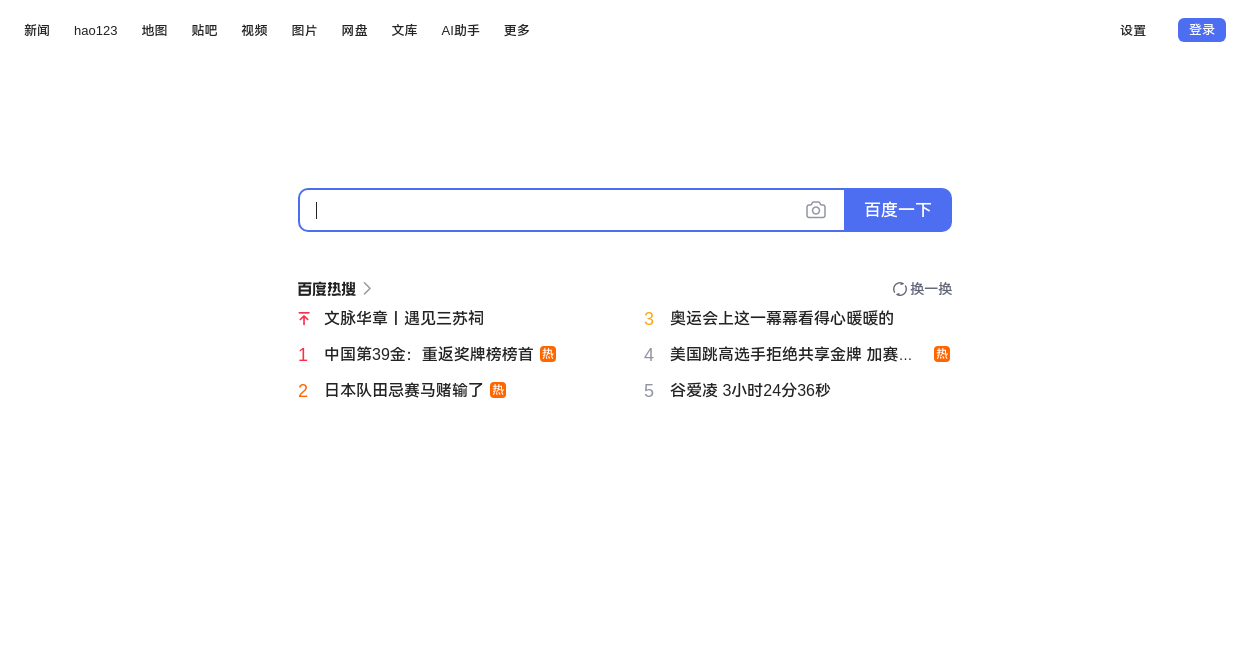 新闻 hao123 地图 贴吧 视频 图片 网盘 文库 AI助手 更多 设置 登录
百度一下
百度热搜 换一换
文脉华章丨遇见三苏祠
1 中国第39金：重返奖牌榜榜首 热
2 日本队田忌赛马赌输了 热
3 奥运会上这一幕幕看得心暖暖的
4 美国跳高选手拒绝共享金牌 加赛... 热
5 谷爱凌 3小时24分36秒